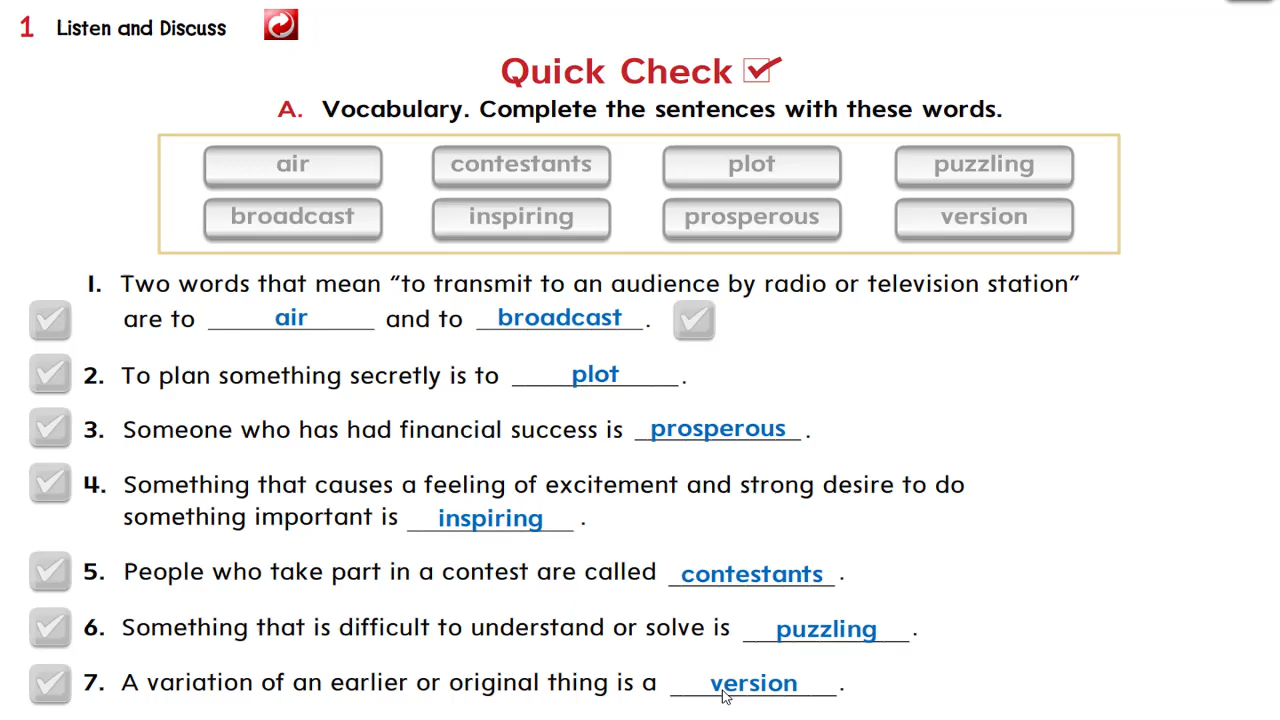 1 Listen and Discuss
Quick Check
A. Vocabulary. Complete the sentences with these words.
air contestants plot puzzling
broadcast inspiring prosperous version
1. Two words that mean “to transmit to an audience by radio or television station”
are to air and to broadcast.
2. To plan something secretly is to plot.
3. Someone who has had financial success is prosperous.
4. Something that causes a feeling of excitement and strong desire to do
something important is inspiring.
5. People who take part in a contest are called contestants.
6. Something that is difficult to understand or solve is puzzling.
7. A variation of an earlier or original thing is a version.